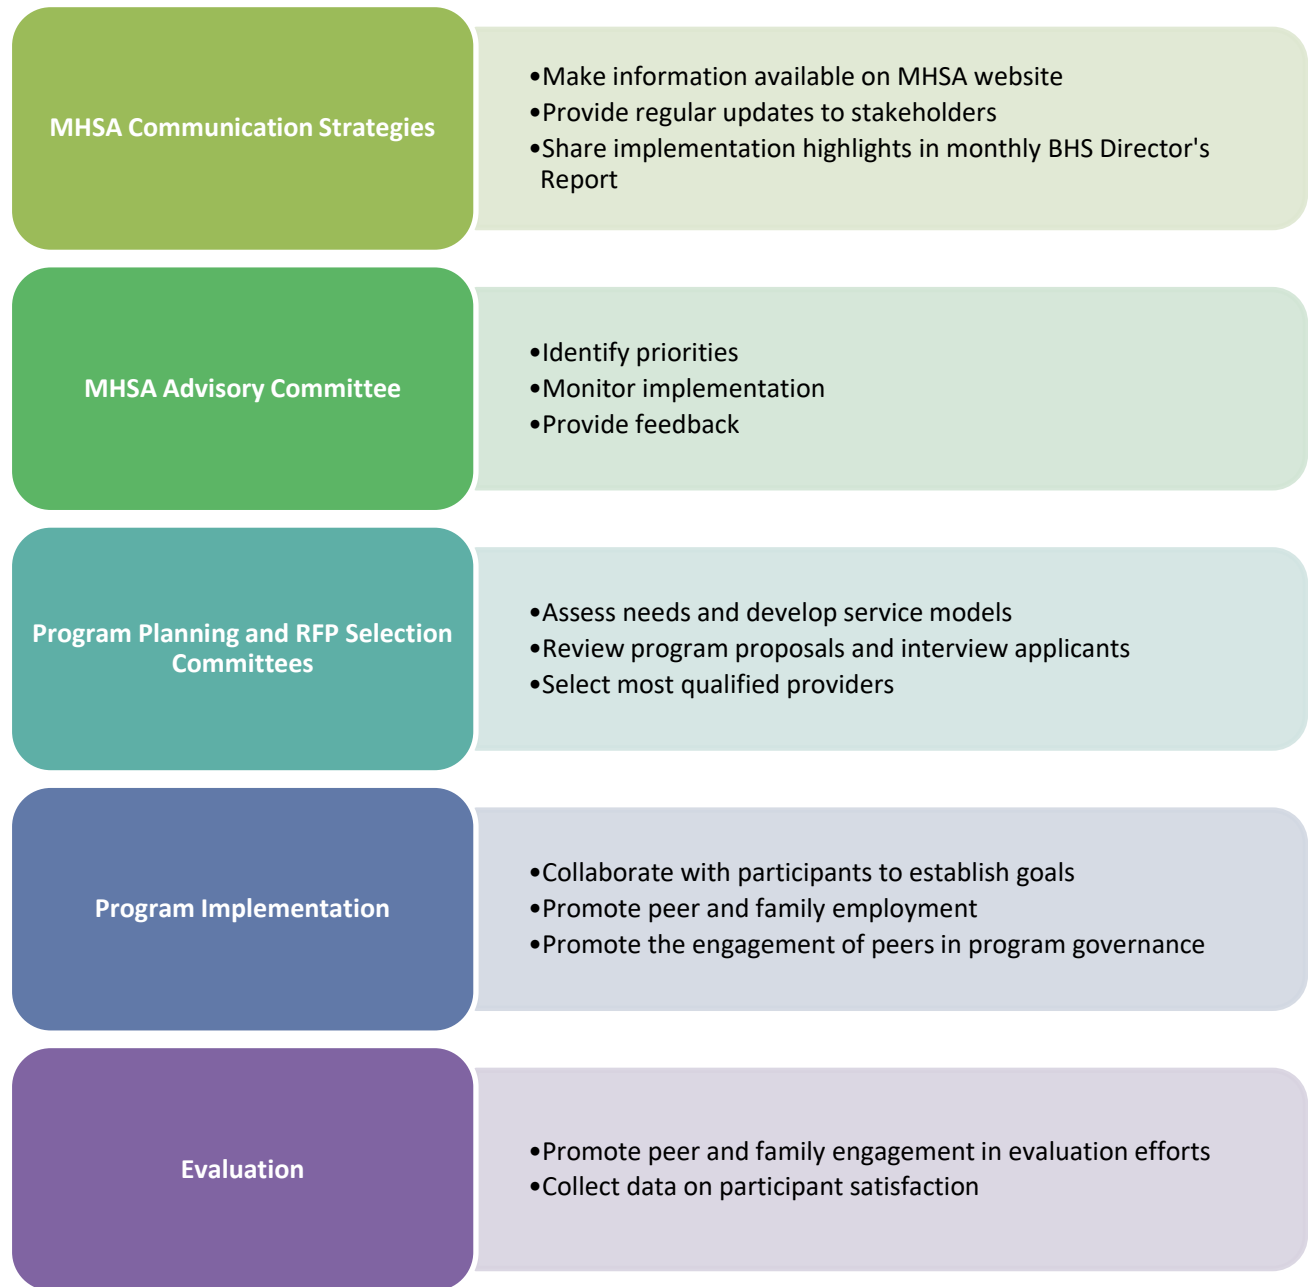 MHSA Communication Strategies
•Make information available on MHSA website
•Provide regular updates to stakeholders
•Share implementation highlights in monthly BHS Director's
Report
MHSA Advisory Committee
•Identify priorities
•Monitor implementation
•Provide feedback
Program Planning and RFP Selection
Committees
•Assess needs and develop service models
•Review program proposals and interview applicants
•Select most qualified providers
Program Implementation
•Collaborate with participants to establish goals
•Promote peer and family employment
•Promote the engagement of peers in program governance
Evaluation
•Promote peer and family engagement in evaluation efforts
•Collect data on participant satisfaction